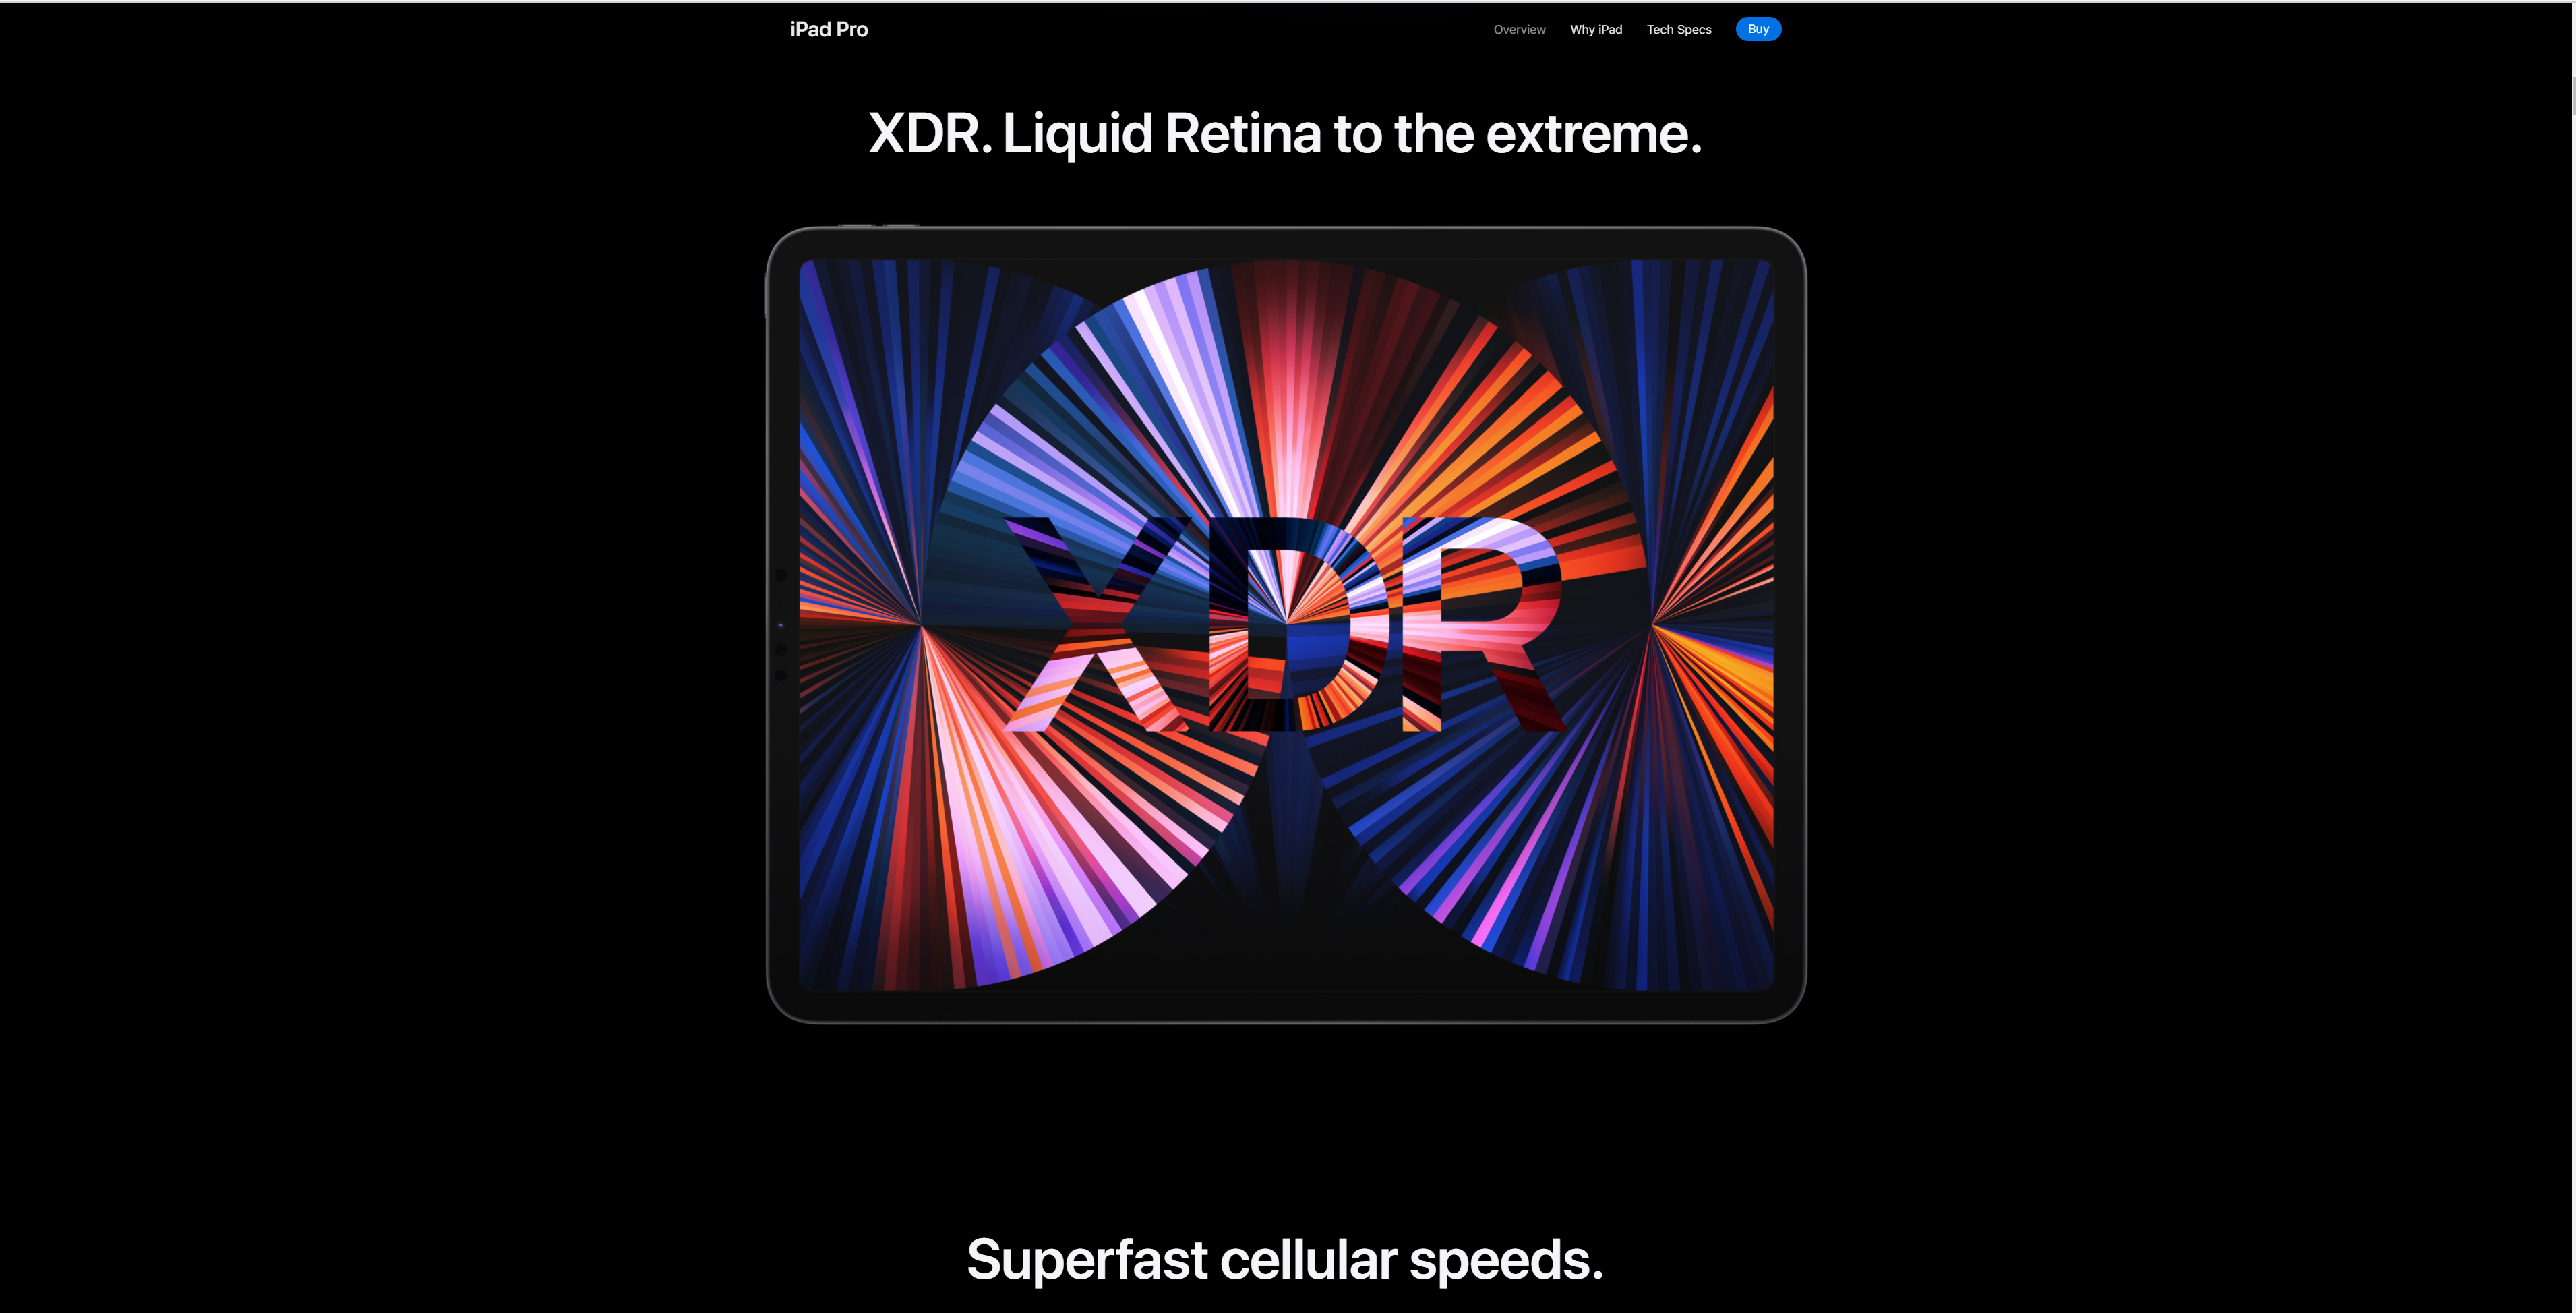 iPad Pro
Overview Why iPad Tech Specs Buy
XDR. Liquid Retina to the extreme.
XDR
Superfast cellular speeds.